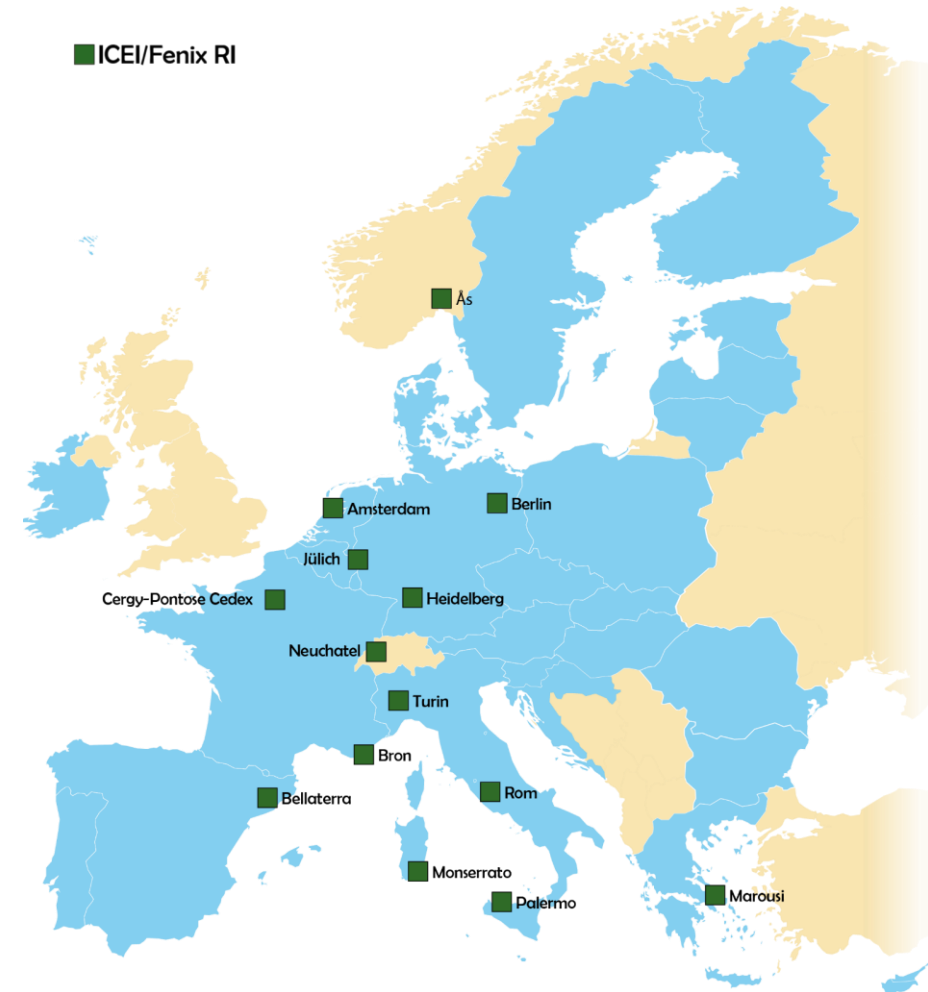 ICEI/Fenix RI
Ås
Amsterdam
Berlin
Jülich
Cergy-Pontose Cedex
Heidelberg
Neuchatel
Turin
Bron
Bellaterra
Rom
Monserrato
Palermo
Marousi